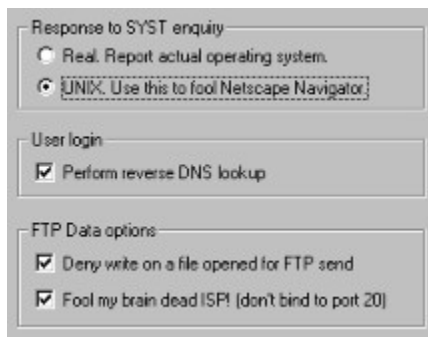 Response to SYST enquiry
Real. Report actual operating system.
UNIX. Use this to fool Netscape Navigator.
User login
Perform reverse DNS lookup
FTP Data options
Deny write on a file opened for FTP send
Fool my brain dead ISP! (don't bind to port 20)